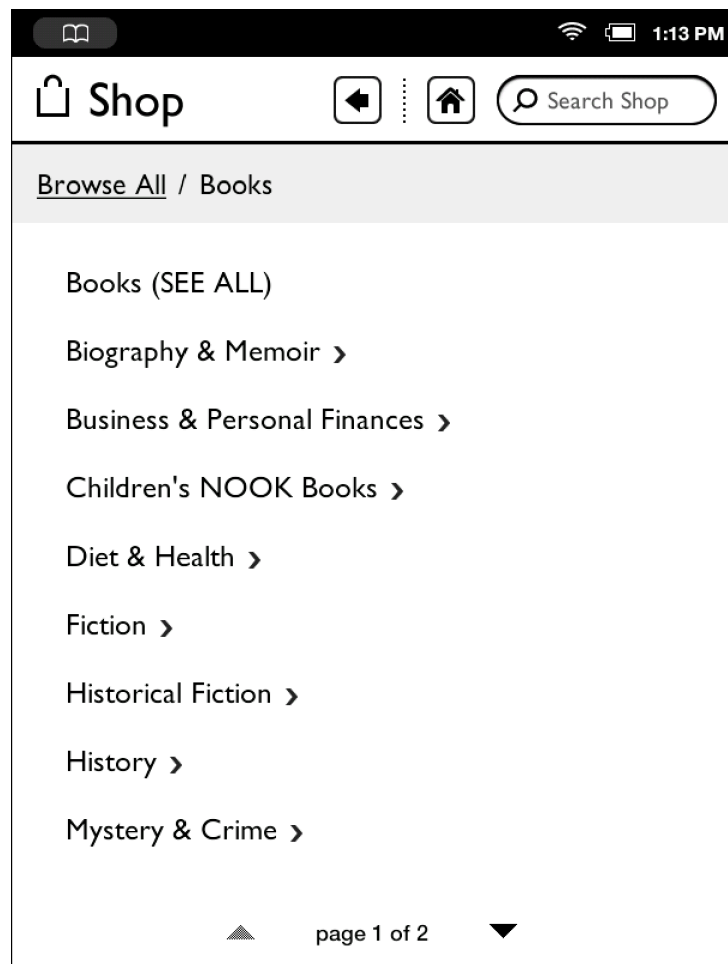 1:13 PM
Shop
Search Shop
Browse All / Books
Books (SEE ALL)
Biography & Memoir
Business & Personal Finances
Children's NOOK Books
Diet & Health
Fiction
Historical Fiction
History
Mystery & Crime
page 1 of 2